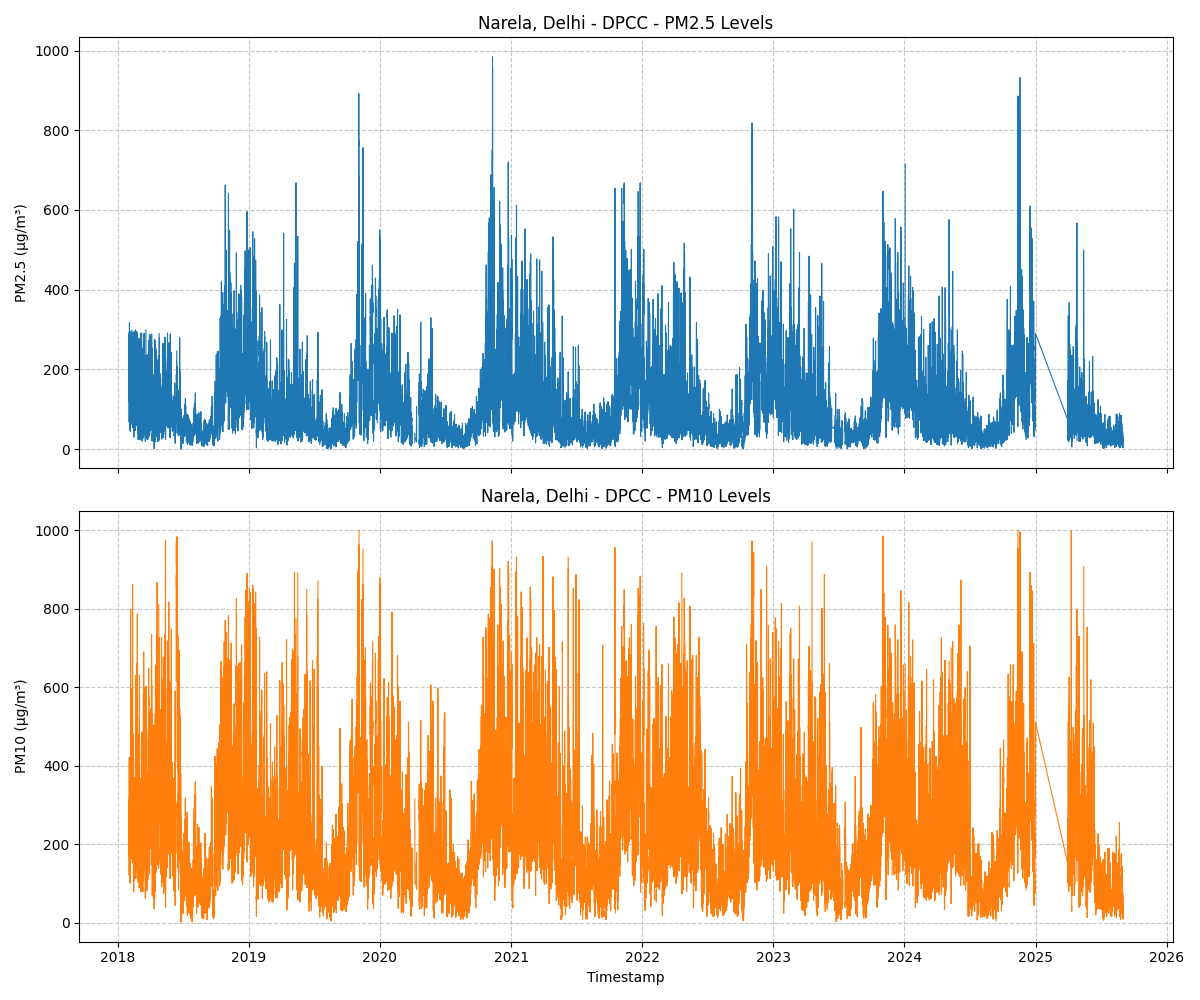 Narela, Delhi - DPCC - PM2.5 Levels
1000
800
600
400
200
0
PM2.5 (µg/m³)
Narela, Delhi - DPCC - PM10 Levels
1000
800
600
400
200
0
PM10 (µg/m³)
2018 2019 2020 2021 2022 2023 2024 2025 2026
Timestamp